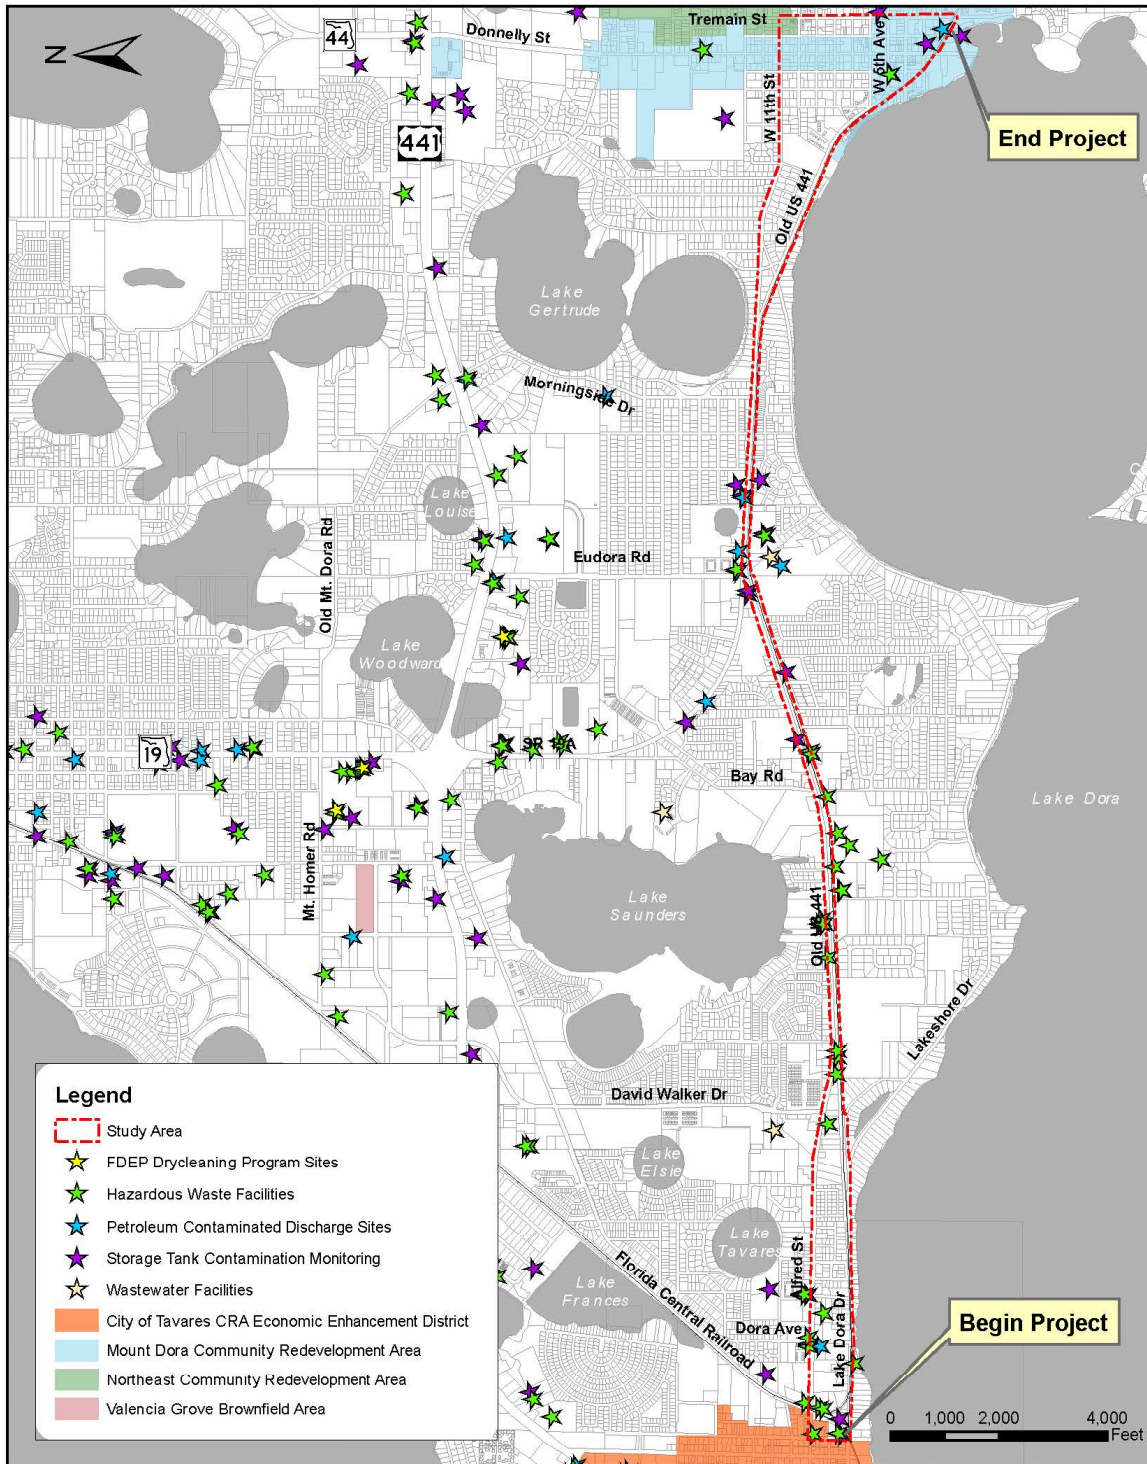 Tremain St
44
Donnelly St
N
W 5th Ave
W 11th St
441
End Project
Old US 441
Lake
Gertrude
Morningside Dr
Lake
Louise
Old Mt. Dora Rd
Eudora Rd
Lake
Woodward
19
SR 19A
Bay Rd
Lake Dora
Mt. Homer Rd
Lake
Saunders
Old US 441
Lakeshore Dr
David Walker Dr
Lake
Elsie
Lake
Tavares
Alfred St
Florida Central Railroad
Lake
Frances
Dora Ave
Lake Dora Dr
Begin Project
Legend
Study Area
FDEP Drycleaning Program Sites
Hazardous Waste Facilities
Petroleum Contaminated Discharge Sites
Storage Tank Contamination Monitoring
Wastewater Facilities
City of Tavares CRA Economic Enhancement District
Mount Dora Community Redevelopment Area
Northeast Community Redevelopment Area
Valencia Grove Brownfield Area
0 1,000 2,000 4,000
Feet